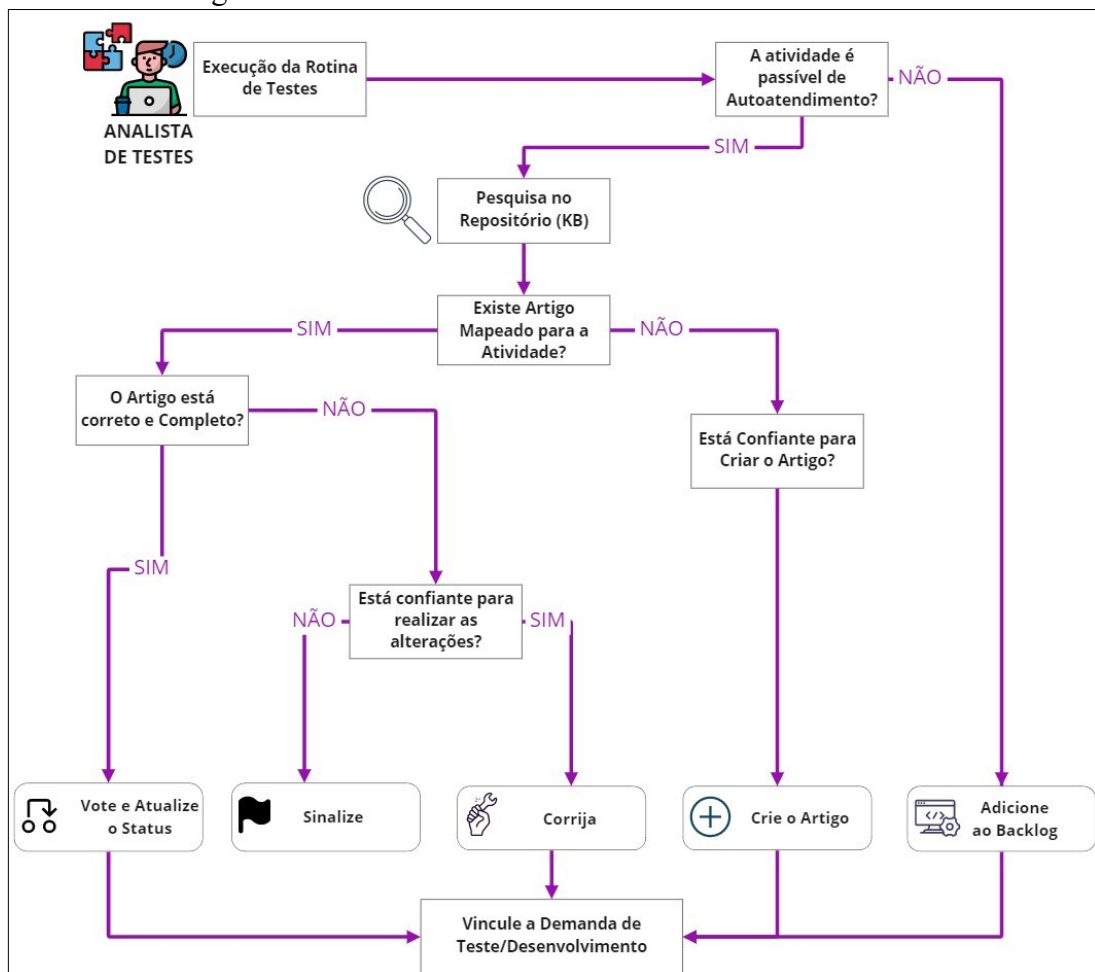 Execução da Rotina
de Testes
A atividade é
passível de
Autoatendimento?
NÃO
ANALISTA
DE TESTES
SIM
Pesquisa no
Repositório (KB)
Existe Artigo
Mapeado para a
Atividade?
SIM
NÃO
O Artigo está
correto e Completo?
NÃO
Está Confiante para
Criar o Artigo?
SIM
Está confiante para
realizar as
alterações?
NÃO
SIM
Vote e Atualize
o Status
Sinalize
Corrija
Crie o Artigo
Adicione
ao Backlog
Vincule a Demanda de
Teste/Desenvolvimento